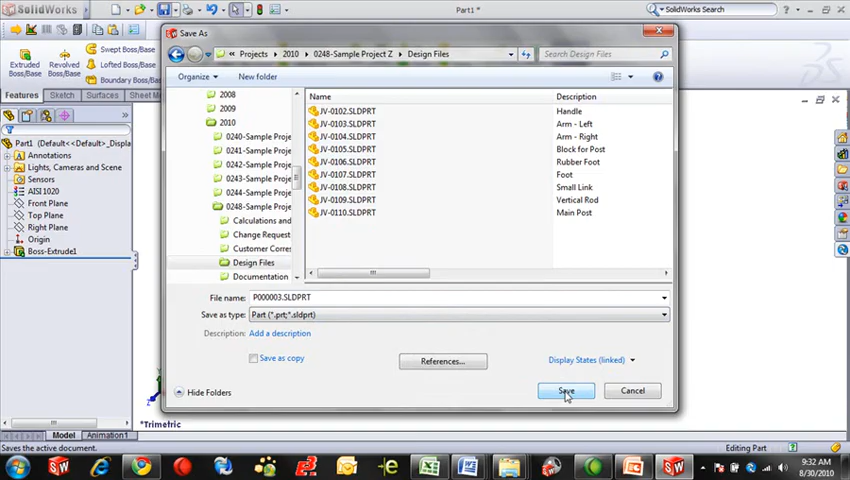 SolidWorks
Part1 *
SolidWorks Search
Extruded
Boss/Base
Revolved
Boss/Base
Swept Boss/Base
Lofted Boss/Base
Boundary Boss/Base
Features
Sketch
Surfaces
Sheet M
Part1 (Default<<Default>_Displa
Annotations
Lights, Cameras and Scene
Sensors
AISI 1020
Front Plane
Top Plane
Right Plane
Origin
Boss-Extrude1
Save As
« Projects 2010 0248-Sample Project Z Design Files
Search Design Files
Organize
New folder
2008
2009
2010
0240-Sample Proje
0241-Sample Proje
0242-Sample Proje
0243-Sample Proje
0244-Sample Proje
0248-Sample Proje
Calculations and
Change Request
Customer Corres
Design Files
Documentation
Name Description
JV-0102.SLDPRT Handle
JV-0103.SLDPRT Arm - Left
JV-0104.SLDPRT Arm - Right
JV-0105.SLDPRT Block for Post
JV-0106.SLDPRT Rubber Foot
JV-0107.SLDPRT Foot
JV-0108.SLDPRT Small Link
JV-0109.SLDPRT Vertical Rod
JV-0110.SLDPRT Main Post
File name: P000003.SLDPRT
Save as type: Part (*.prt;*.sldprt)
Description: Add a description
Save as copy
References...
Display States (linked)
Hide Folders
Save
Cancel
*Trimetric
Model
Animation1
Saves the active document.
Editing Part
9:32 AM
8/30/2010